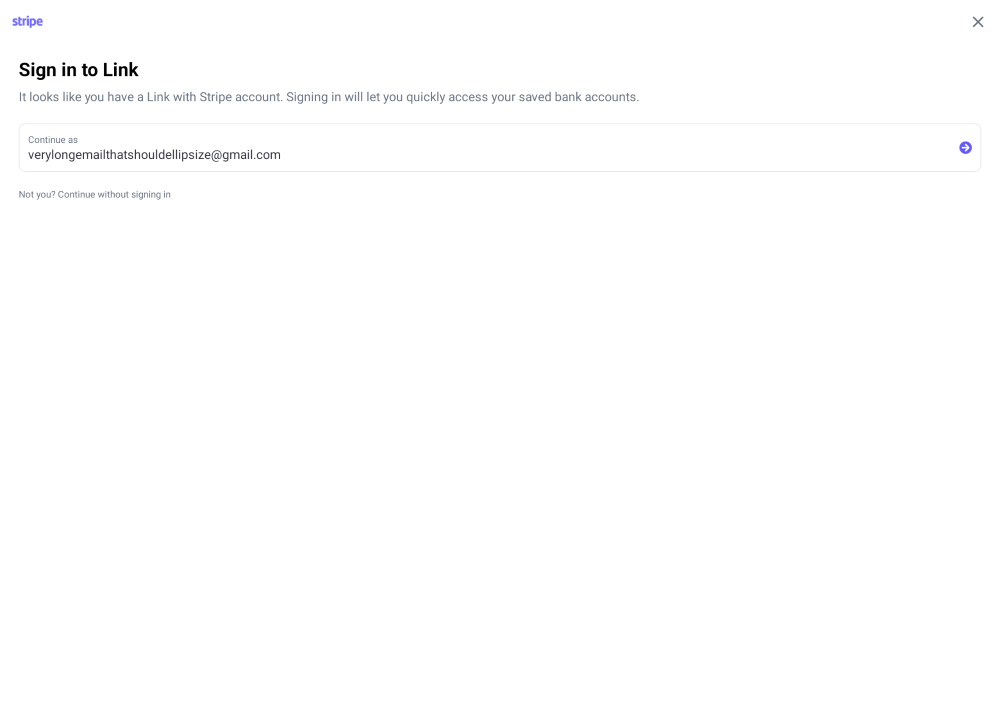 stripe
Sign in to Link
It looks like you have a Link with Stripe account. Signing in will let you quickly access your saved bank accounts.
Continue as
verylongemailthatshouldellipsize@gmail.com
Not you? Continue without signing in